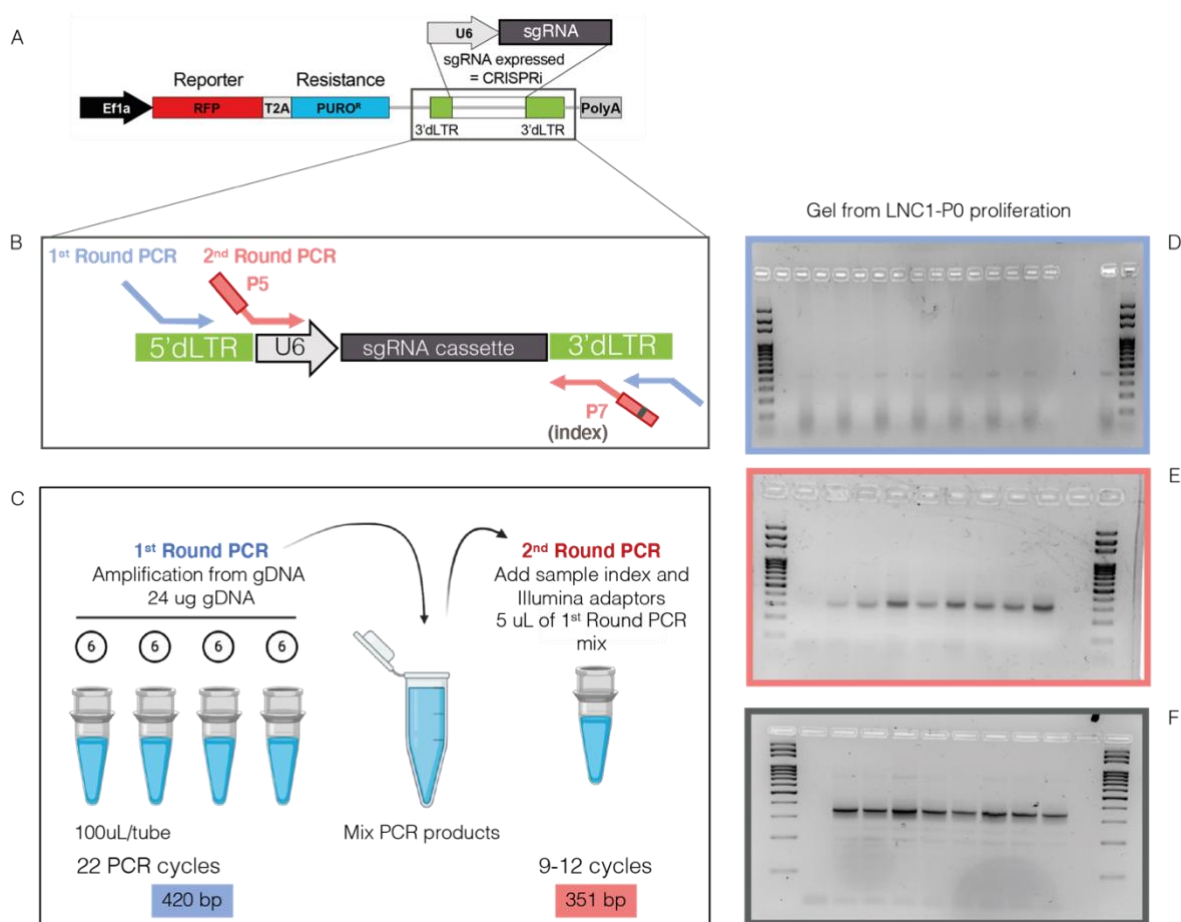 A
U6
sgRNA
sgRNA expressed
= CRISPRi
Reporter
Resistance
Ef1a
RFP
T2A
PUROᴿ
PolyA
3'dLTR
3'dLTR
Gel from LNC1-P0 proliferation
B
1st Round PCR
2nd Round PCR
P5
5'dLTR
U6
sgRNA cassette
3'dLTR
P7
(index)
D
C
1st Round PCR
Amplification from gDNA
24 ug gDNA
6 6 6 6
100uL/tube
22 PCR cycles
420 bp
Mix PCR products
2nd Round PCR
Add sample index and
Illumina adaptors
5 uL of 1st Round PCR
mix
9-12 cycles
351 bp
E
F